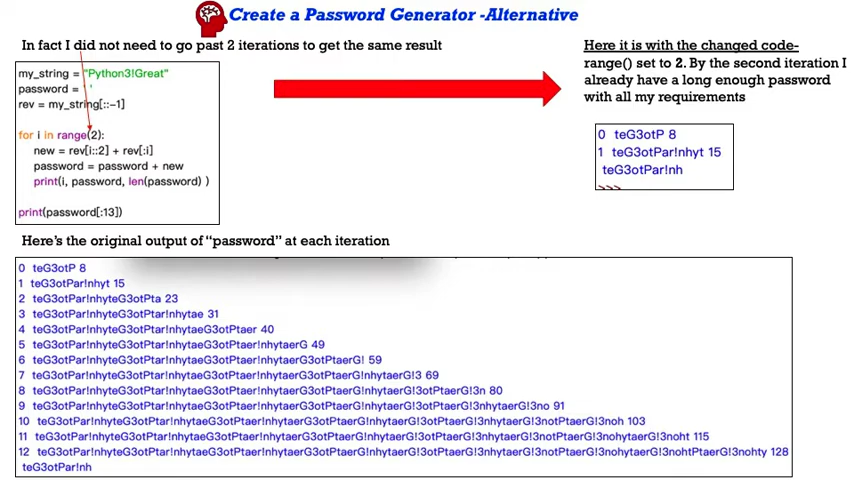 Create a Password Generator -Alternative
In fact I did not need to go past 2 iterations to get the same result
my_string = "Python3!Great"
password = ' '
rev = my_string[::-1]
for i in range(2):
new = rev[i::2] + rev[:i]
password = password + new
print(i, password, len(password) )
print(password[:13])
Here it is with the changed code-
range() set to 2. By the second iteration I
already have a long enough password
with all my requirements
0 teG3otP 8
1 teG3otPar!nhyt 15
teG3otPar!nh
>>>
Here's the original output of "password" at each iteration
0 teG3otP 8
1 teG3otPar!nhyt 15
2 teG3otPar!nhyteG3otPta 23
3 teG3otPar!nhyteG3otPtar!nhytae 31
4 teG3otPar!nhyteG3otPtar!nhytaeG3otPtaer 40
5 teG3otPar!nhyteG3otPtar!nhytaeG3otPtaer!nhytaerG 49
6 teG3otPar!nhyteG3otPtar!nhytaeG3otPtaer!nhytaerG3otPtaerG! 59
7 teG3otPar!nhyteG3otPtar!nhytaeG3otPtaer!nhytaerG3otPtaerG!nhytaerG!3 69
8 teG3otPar!nhyteG3otPtar!nhytaeG3otPtaer!nhytaerG3otPtaerG!nhytaerG!3otPtaerG!3n 80
9 teG3otPar!nhyteG3otPtar!nhytaeG3otPtaer!nhytaerG3otPtaerG!nhytaerG!3otPtaerG!3nhytaerG!3no 91
10 teG3otPar!nhyteG3otPtar!nhytaeG3otPtaer!nhytaerG3otPtaerG!nhytaerG!3otPtaerG!3nhytaerG!3notPtaerG!3noh 103
11 teG3otPar!nhyteG3otPtar!nhytaeG3otPtaer!nhytaerG3otPtaerG!nhytaerG!3otPtaerG!3nhytaerG!3notPtaerG!3nohytaerG!3noht 115
12 teG3otPar!nhyteG3otPtar!nhytaeG3otPtaer!nhytaerG3otPtaerG!nhytaerG!3otPtaerG!3nhytaerG!3notPtaerG!3nohytaerG!3nohtPtaerG!3nohty 128
teG3otPar!nh